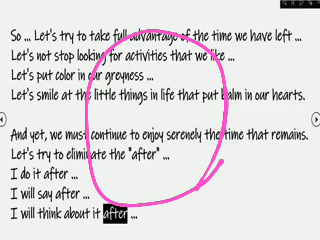 So ... Let's try to take full advantage of the time we have left ...
Let's not stop looking for activities that we like ...
Let's put color in our greyness ...
Let's smile at the little things in life that put balm in our hearts.
And yet, we must continue to enjoy serenely the time that remains.
Let's try to eliminate the "after" ...
I do it after ...
I will say after ...
I will think about it after ...